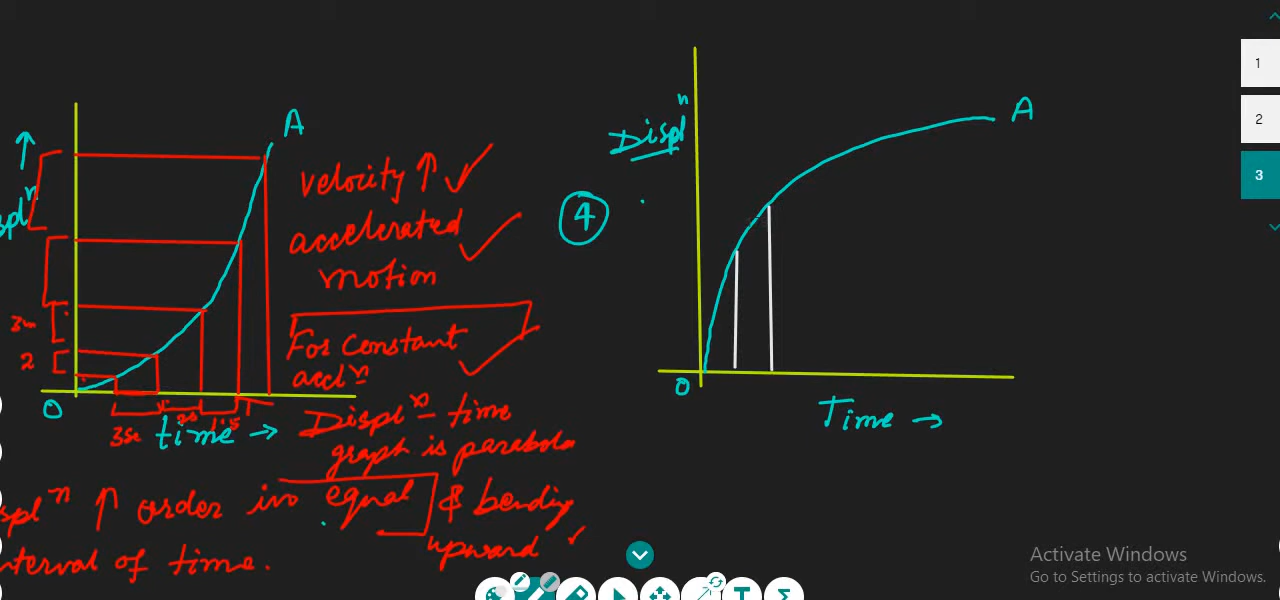 A
velocity ↑ ✓
accelerated
motion
For constant
accl^n
Displ^n - time
graph is parabola
& bending
upward
3m
2
O
3se
time →
↑ order in equal
interval of time.
4
Displ^n
A
O
Time →
1
2
3
T
Σ
Activate Windows
Go to Settings to activate Windows.